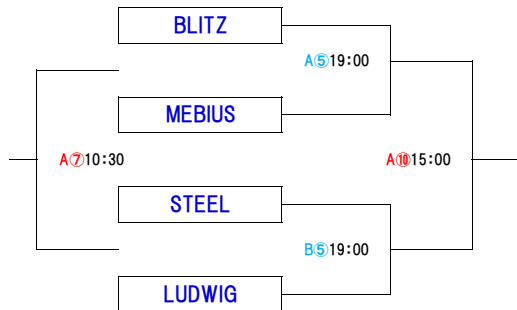 BLITZ
A⑤19:00
MEBIUS
A⑦10:30
A⑩15:00
STEEL
B⑤19:00
LUDWIG